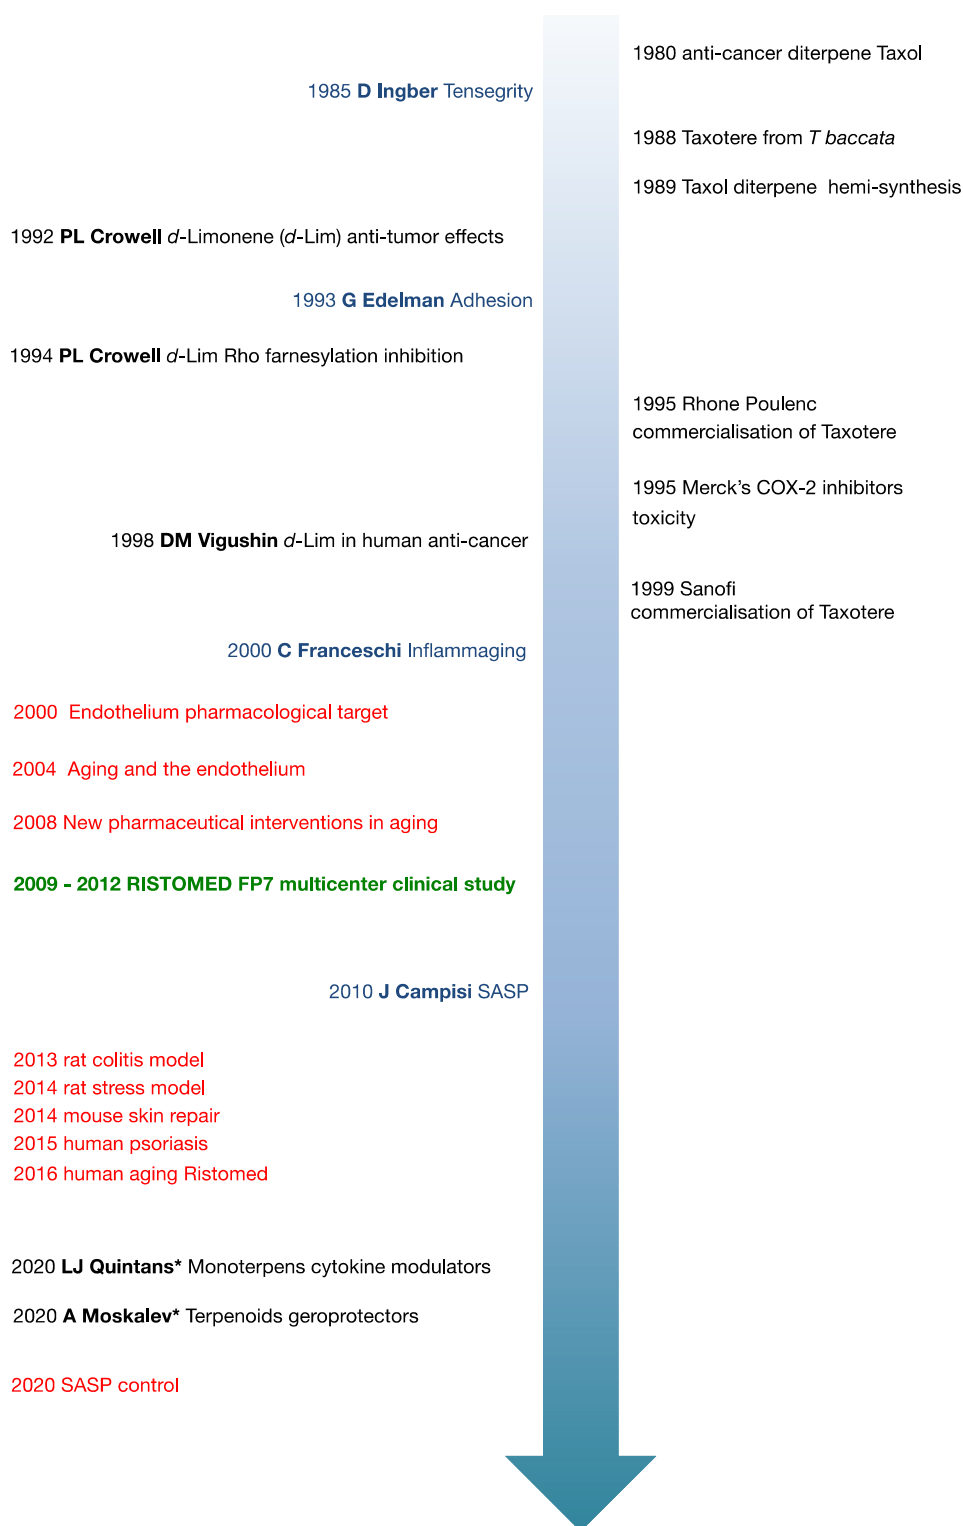 1980 anti-cancer diterpene Taxol
1985 D Ingber Tensegrity
1988 Taxotere from T baccata
1989 Taxol diterpene hemi-synthesis
1992 PL Crowell d-Limonene (d-Lim) anti-tumor effects
1993 G Edelman Adhesion
1994 PL Crowell d-Lim Rho farnesylation inhibition
1995 Rhone Poulenc
commercialisation of Taxotere
1995 Merck's COX-2 inhibitors
toxicity
1998 DM Vigushin d-Lim in human anti-cancer
1999 Sanofi
commercialisation of Taxotere
2000 C Franceschi Inflammaging
2000 Endothelium pharmacological target
2004 Aging and the endothelium
2008 New pharmaceutical interventions in aging
2009 - 2012 RISTOMED FP7 multicenter clinical study
2010 J Campisi SASP
2013 rat colitis model
2014 rat stress model
2014 mouse skin repair
2015 human psoriasis
2016 human aging Ristomed
2020 LJ Quintans* Monoterpens cytokine modulators
2020 A Moskalev* Terpenoids geroprotectors
2020 SASP control